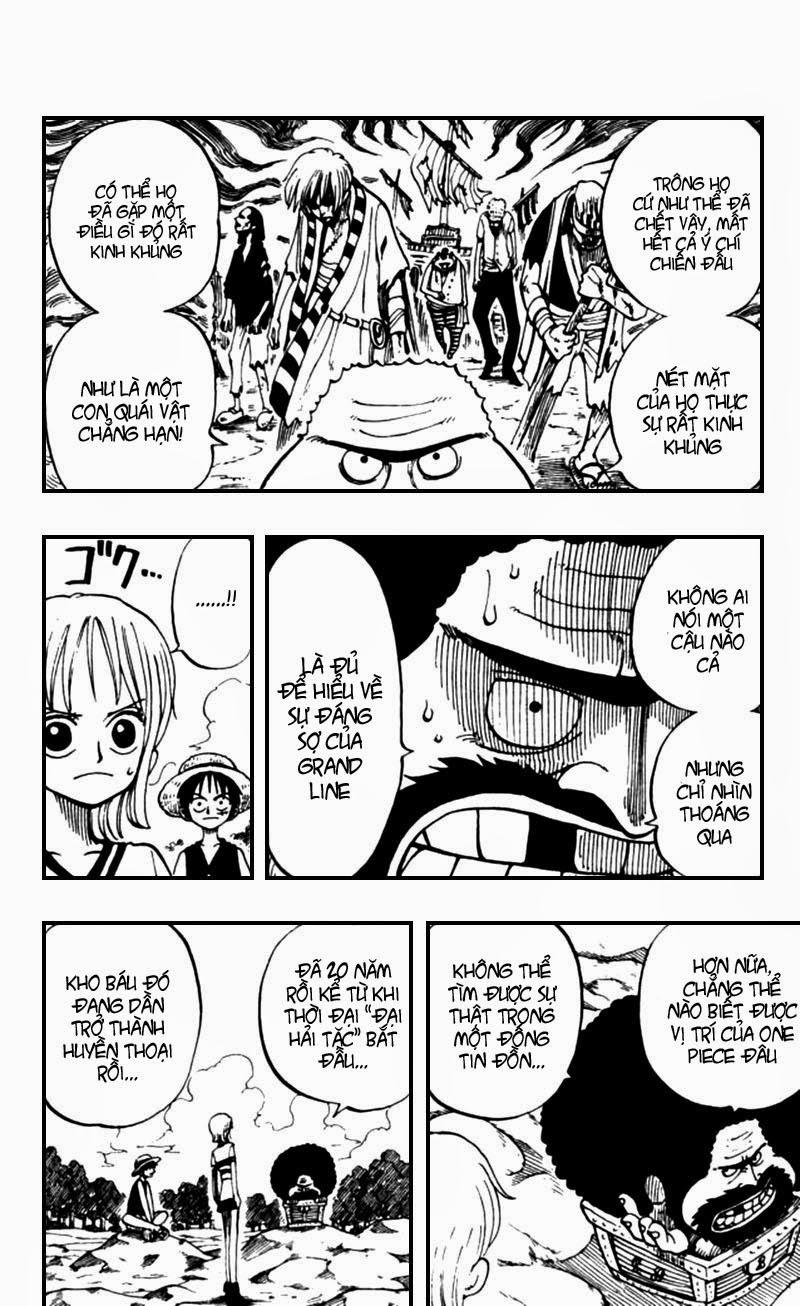 TRÔNG HỌ
CỨ NHƯ THỂ ĐÃ
CHẾT VẬY, MẤT
HẾT CẢ Ý CHÍ
CHIẾN ĐẤU
NÉT MẶT
CỦA HỌ THỰC
SỰ RẤT KINH
KHỦNG
CÓ THỂ HỌ
ĐÃ GẶP MỘT
ĐIỀU GÌ ĐÓ RẤT
KINH KHỦNG
NHƯ LÀ MỘT
CON QUÁI VẬT
CHẲNG HẠN!
KHÔNG AI
NÓI MỘT
CÂU NÀO
CẢ
NHƯNG
CHỈ NHÌN
THOÁNG
QUA
LÀ ĐỦ
ĐỂ HIỂU VỀ
SỰ ĐÁNG
SỢ CỦA
GRAND
LINE
......!!
ゴク…
HƠN NỮA,
CHẲNG THỂ
NÀO BIẾT ĐƯỢC
VỊ TRÍ CỦA ONE
PIECE ĐÂU
KHÔNG THỂ
TÌM ĐƯỢC SỰ
THẬT TRONG
MỘT ĐỐNG
TIN ĐỒN...
ĐÃ 20 NĂM
RỒI KỂ TỪ KHI
THỜI ĐẠI “ĐẠI
HẢI TẶC” BẮT
ĐẦU...
KHO BÁU ĐÓ
ĐANG DẦN
TRỞ THÀNH
HUYỀN THOẠI
RỒI...